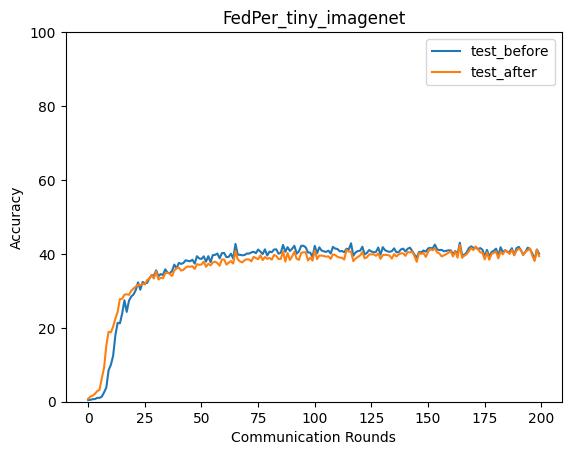 FedPer_tiny_imagenet
100
80
60
40
20
0
Accuracy
test_before
test_after
0 25 50 75 100 125 150 175 200
Communication Rounds